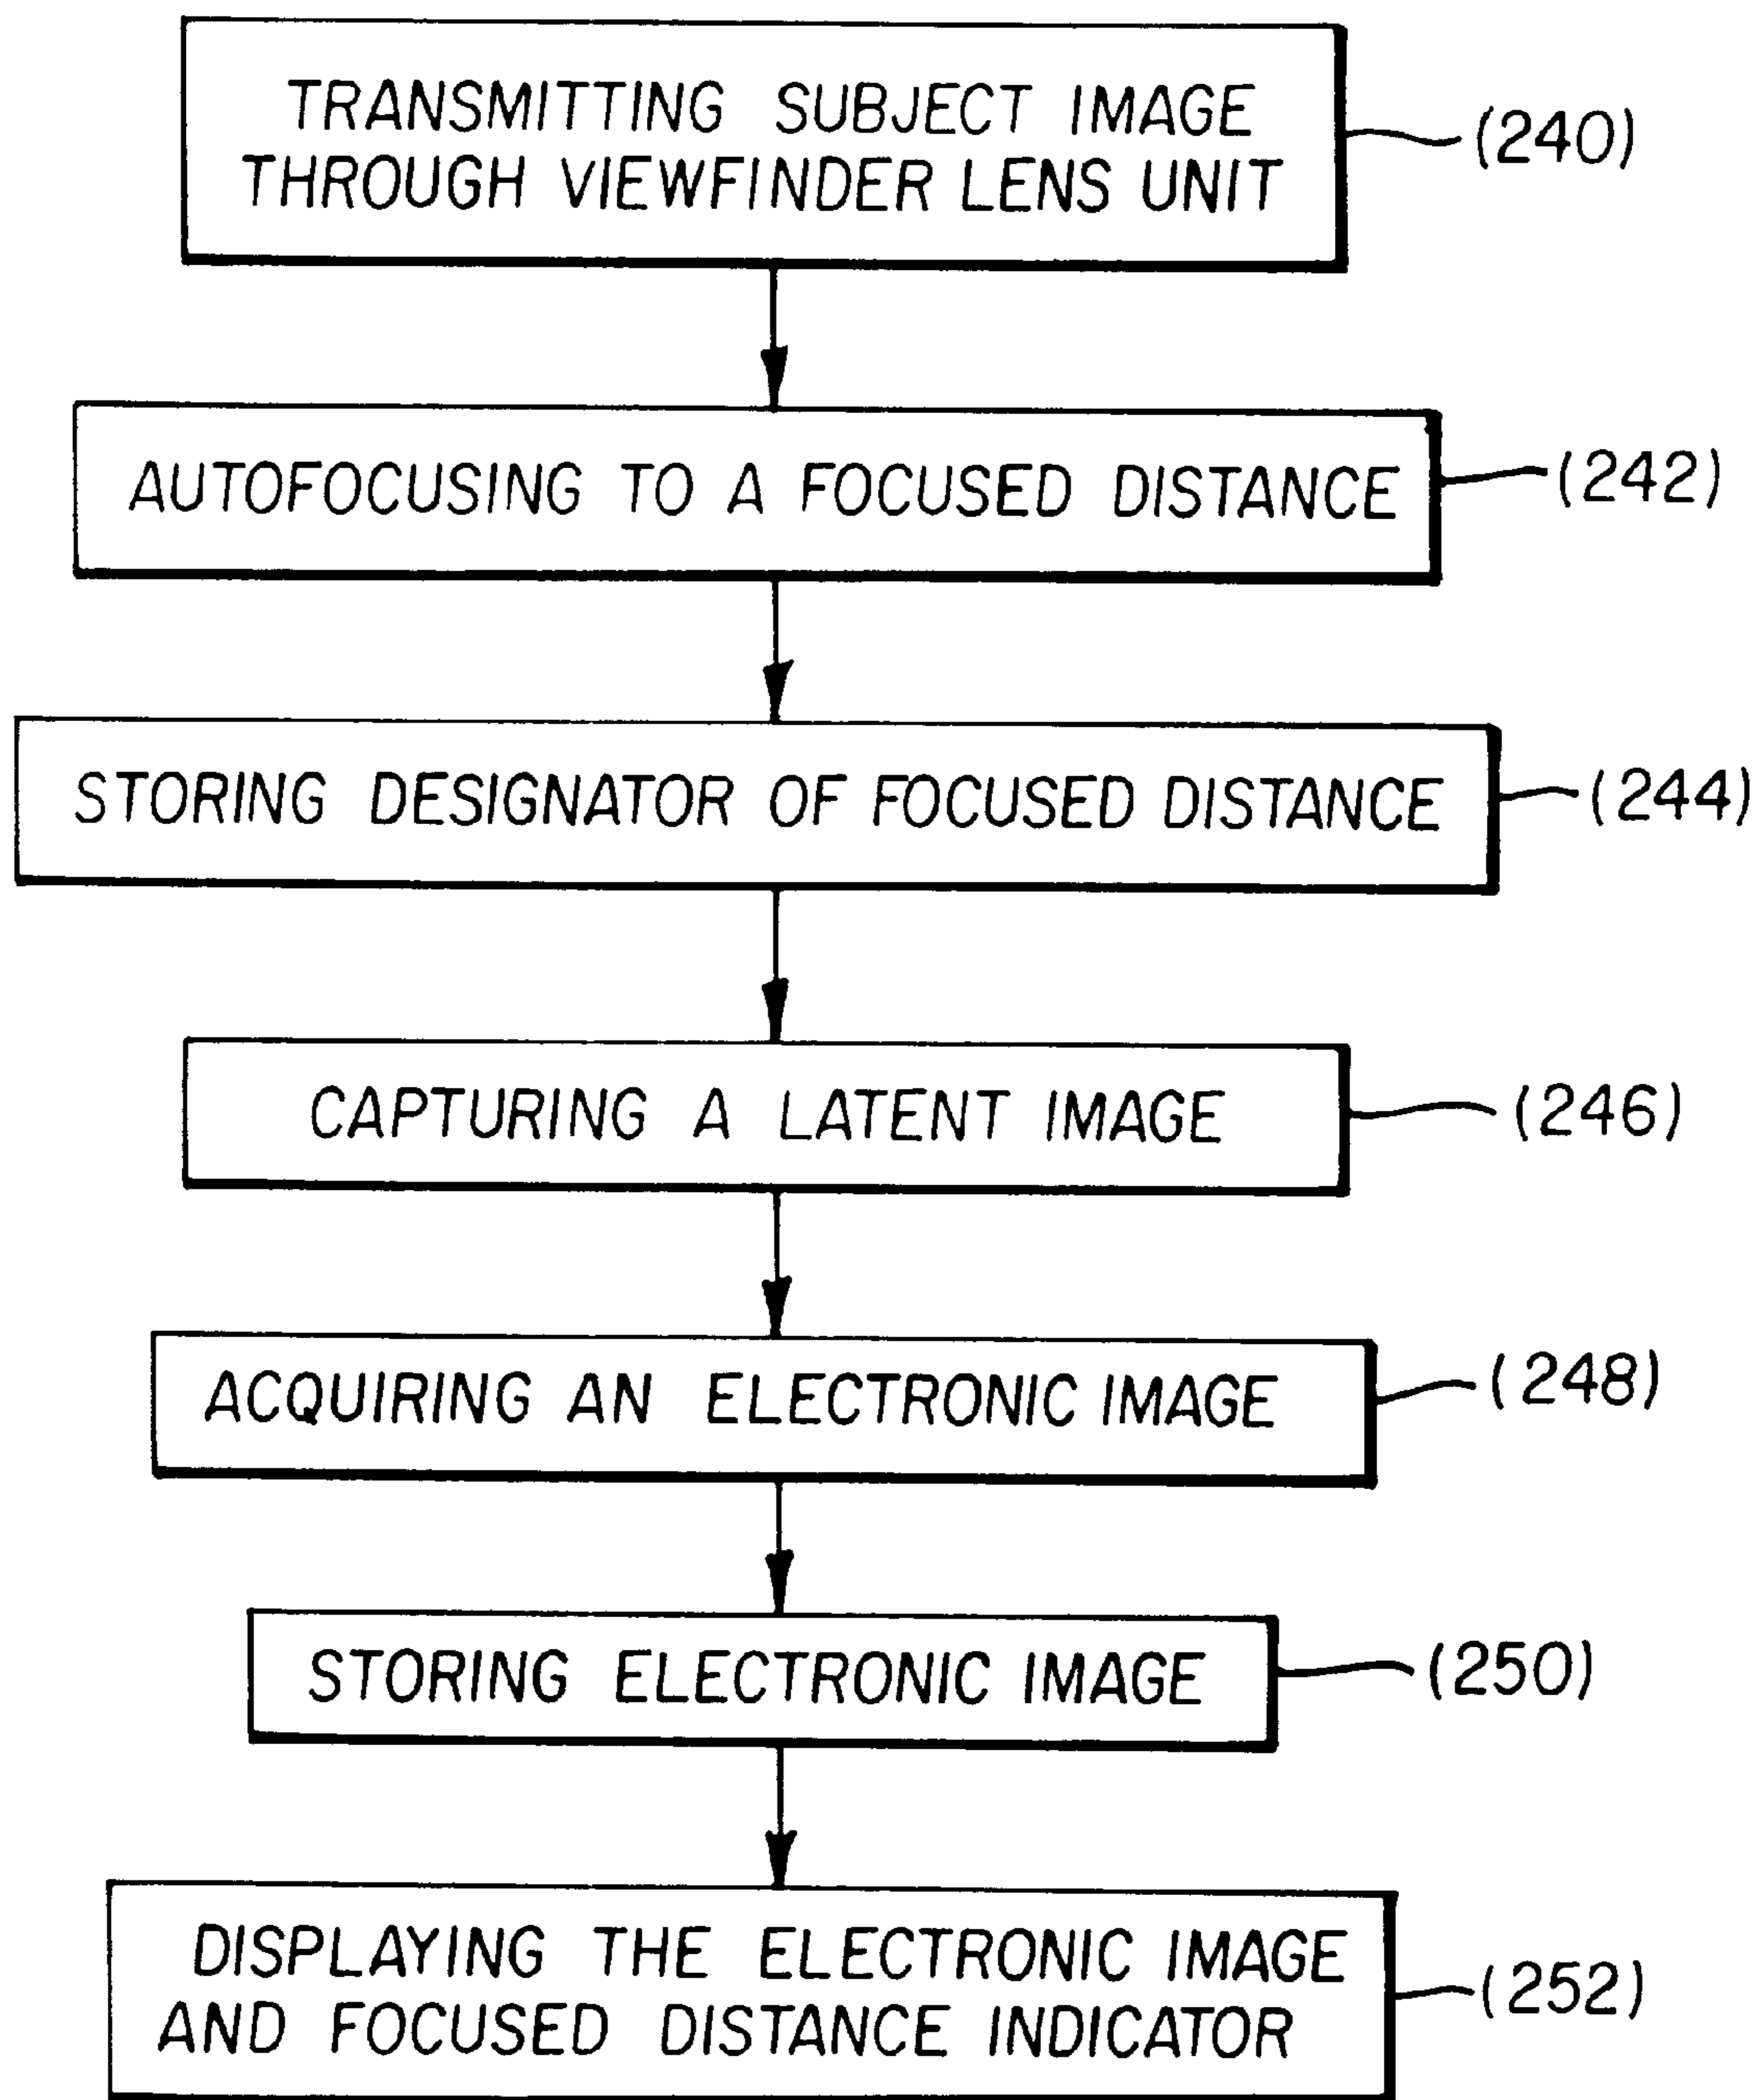 TRANSMITTING SUBJECT IMAGE
THROUGH VIEWFINDER LENS UNIT
(240)
AUTOFOCUSING TO A FOCUSED DISTANCE
(242)
STORING DESIGNATOR OF FOCUSED DISTANCE
(244)
CAPTURING A LATENT IMAGE
(246)
ACQUIRING AN ELECTRONIC IMAGE
(248)
STORING ELECTRONIC IMAGE
(250)
DISPLAYING THE ELECTRONIC IMAGE
AND FOCUSED DISTANCE INDICATOR
(252)